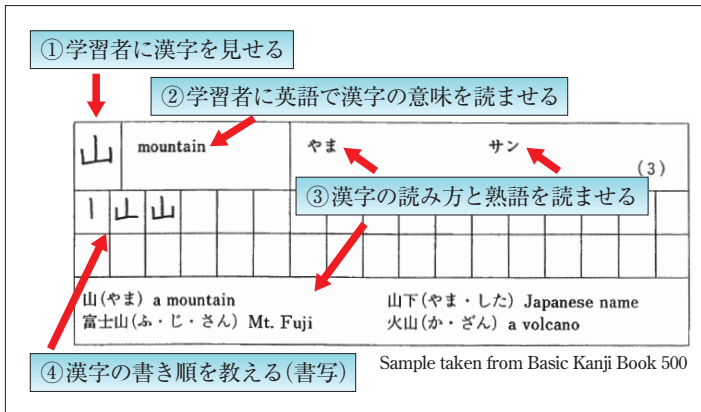 ①学習者に漢字を見せる
②学習者に英語で漢字の意味を読ませる
山 mountain やま サン
(3)
③漢字の読み方と熟語を読ませる
丨 山 山
山(やま) a mountain 山下(やま・した) Japanese name
富士山(ふ・じ・さん) Mt. Fuji 火山(か・ざん) a volcano
④漢字の書き順を教える(書写)
Sample taken from Basic Kanji Book 500